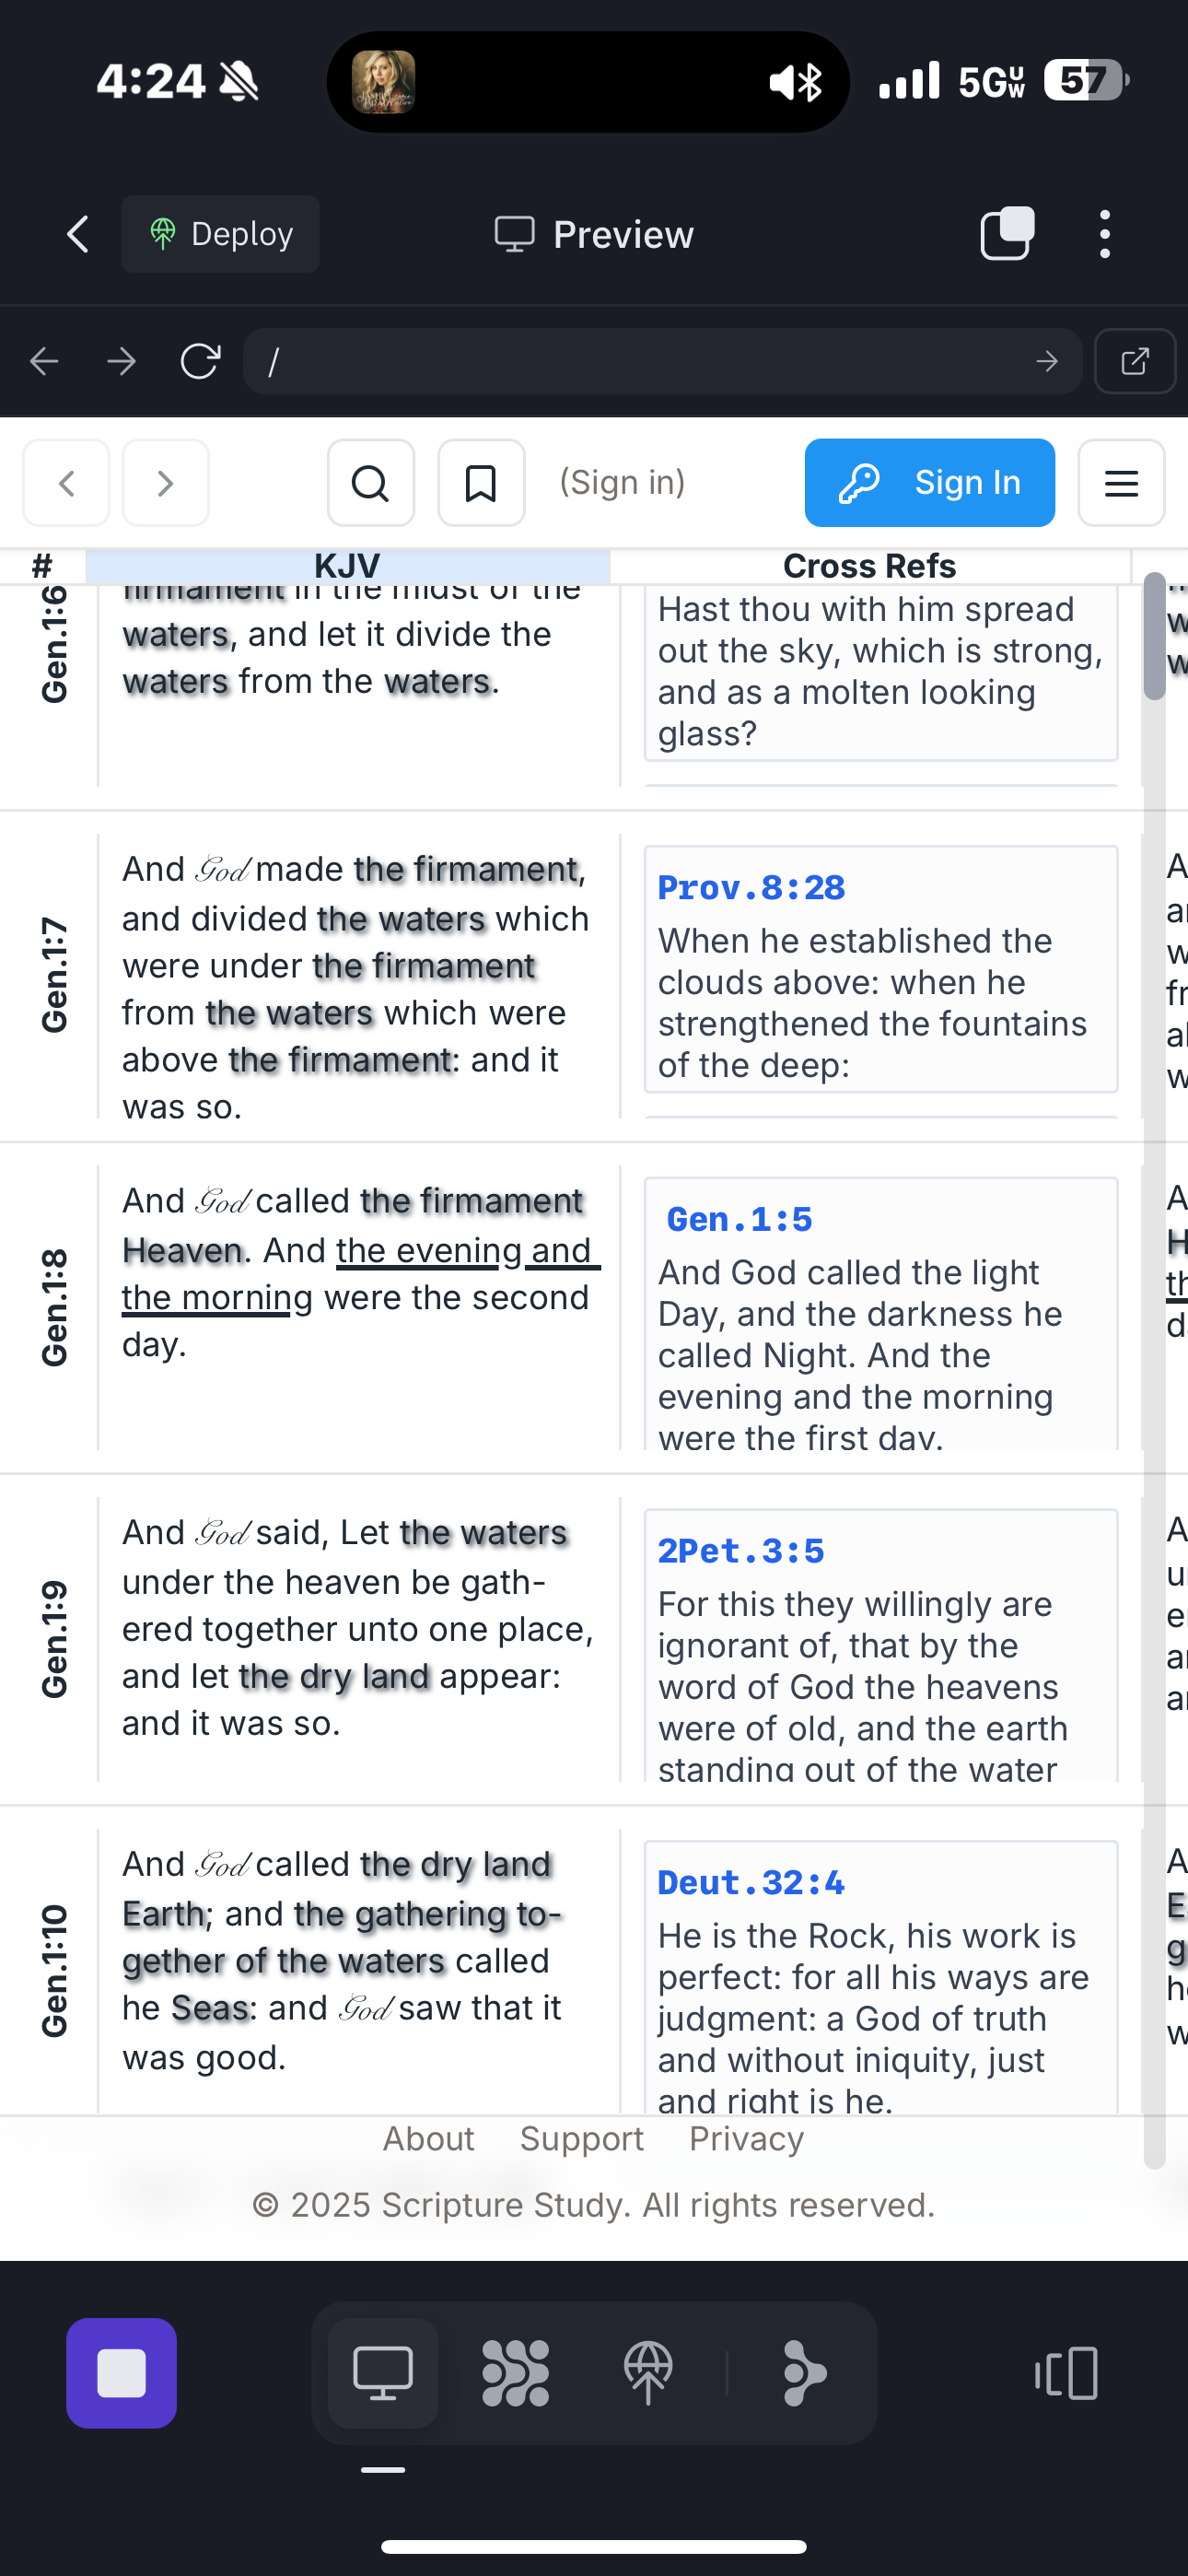 4:24
5G UW
57
Deploy
Preview
/
(Sign in)
Sign In
#
KJV
Cross Refs
Gen.1:6
firmament in the midst of the
waters, and let it divide the
waters from the waters.
Hast thou with him spread
out the sky, which is strong,
and as a molten looking
glass?
Gen.1:7
And God made the firmament,
and divided the waters which
were under the firmament
from the waters which were
above the firmament: and it
was so.
Prov.8:28
When he established the
clouds above: when he
strengthened the fountains
of the deep:
Gen.1:8
And God called the firmament
Heaven. And the evening and
the morning were the second
day.
Gen.1:5
And God called the light
Day, and the darkness he
called Night. And the
evening and the morning
were the first day.
Gen.1:9
And God said, Let the waters
under the heaven be gath-
ered together unto one place,
and let the dry land appear:
and it was so.
2Pet.3:5
For this they willingly are
ignorant of, that by the
word of God the heavens
were of old, and the earth
standing out of the water
Gen.1:10
And God called the dry land
Earth; and the gathering to-
gether of the waters called
he Seas: and God saw that it
was good.
Deut.32:4
He is the Rock, his work is
perfect: for all his ways are
judgment: a God of truth
and without iniquity, just
and right is he.
About Support Privacy
© 2025 Scripture Study. All rights reserved.